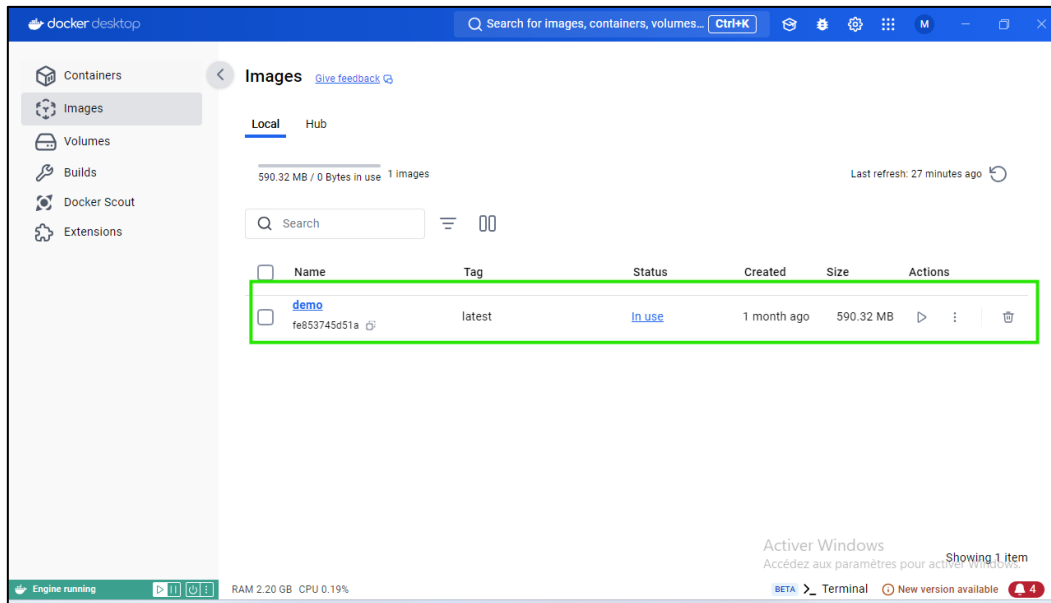 docker desktop
Search for images, containers, volumes... Ctrl+K
M
Containers
Images
Volumes
Builds
Docker Scout
Extensions
Images Give feedback
Local Hub
590.32 MB / 0 Bytes in use 1 images
Last refresh: 27 minutes ago
Search
Name Tag Status Created Size Actions
demo
fe853745d51a
latest In use 1 month ago 590.32 MB
Activer Windows
Accédez aux paramètres pour activer Windows.
Showing 1 item
Engine running RAM 2.20 GB CPU 0.19% BETA >_ Terminal New version available 4